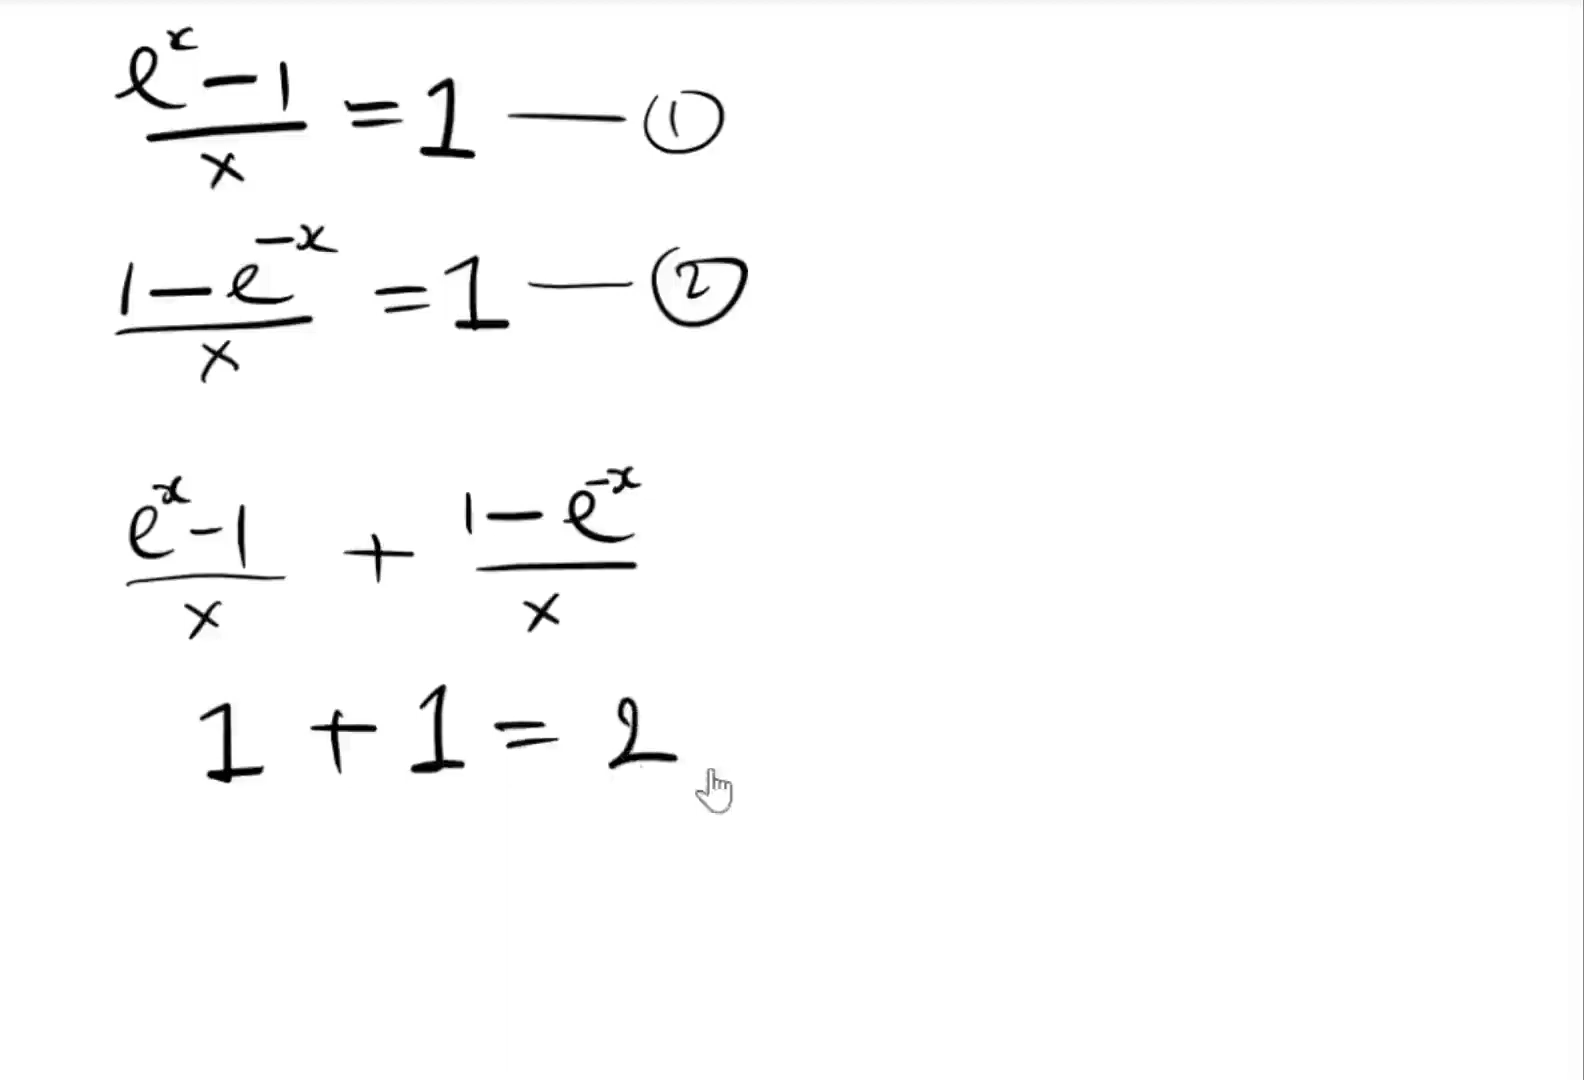 (e^x - 1)/x = 1 — ①
(1 - e^-x)/x = 1 — ②
(e^x - 1)/x + (1 - e^-x)/x
1 + 1 = 2